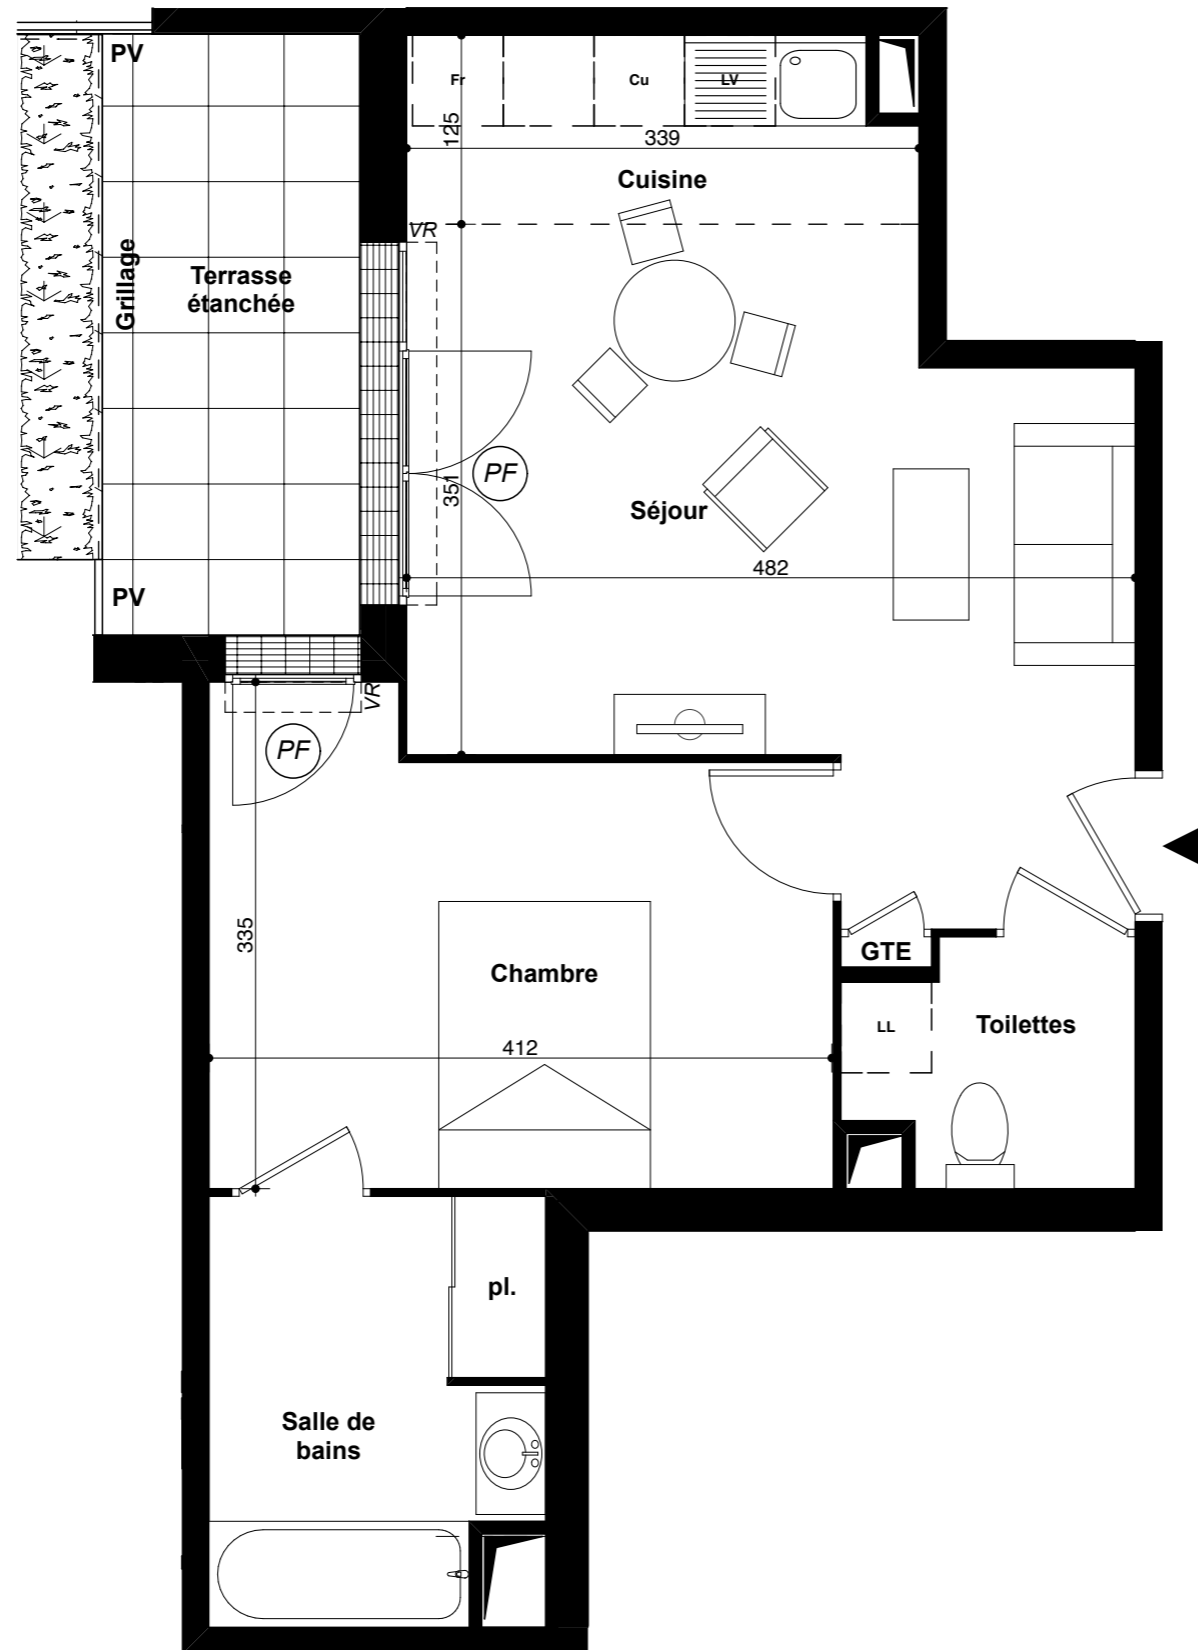 PV
Fr
Cu
LV
125
339
Cuisine
VR
Grillage
Terrasse
étanchée
351
PF
Séjour
482
PV
VR
PF
335
Chambre
GTE
LL
Toilettes
412
pl.
Salle de
bains